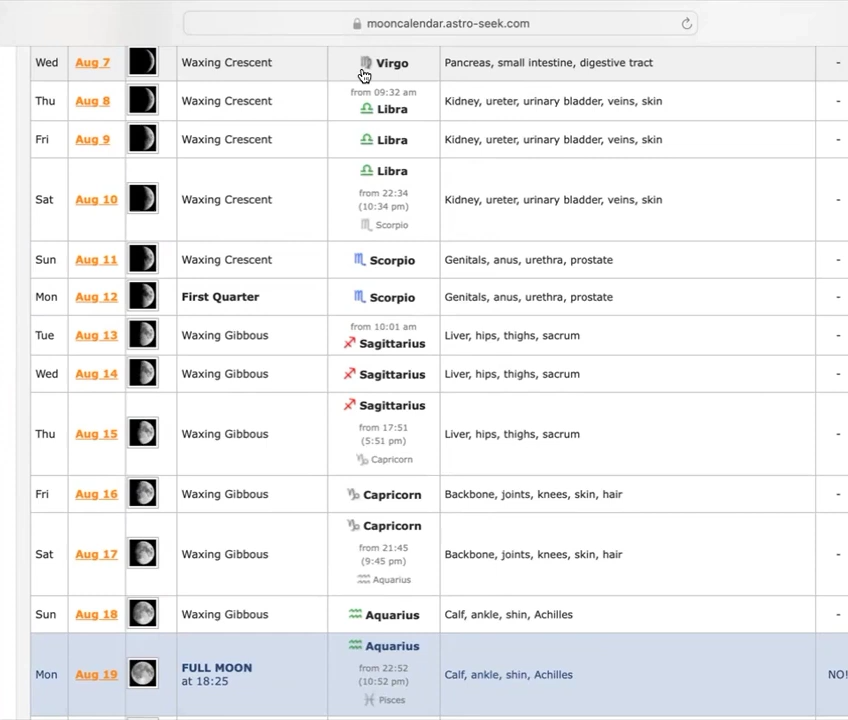 mooncalendar.astro-seek.com
Wed Aug 7 Waxing Crescent Virgo Pancreas, small intestine, digestive tract -
Thu Aug 8 Waxing Crescent from 09:32 am Libra Kidney, ureter, urinary bladder, veins, skin -
Fri Aug 9 Waxing Crescent Libra Kidney, ureter, urinary bladder, veins, skin -
Sat Aug 10 Waxing Crescent Libra from 22:34 (10:34 pm) Scorpio Kidney, ureter, urinary bladder, veins, skin -
Sun Aug 11 Waxing Crescent Scorpio Genitals, anus, urethra, prostate -
Mon Aug 12 First Quarter Scorpio Genitals, anus, urethra, prostate -
Tue Aug 13 Waxing Gibbous from 10:01 am Sagittarius Liver, hips, thighs, sacrum -
Wed Aug 14 Waxing Gibbous Sagittarius Liver, hips, thighs, sacrum -
Thu Aug 15 Waxing Gibbous Sagittarius from 17:51 (5:51 pm) Capricorn Liver, hips, thighs, sacrum -
Fri Aug 16 Waxing Gibbous Capricorn Backbone, joints, knees, skin, hair -
Sat Aug 17 Waxing Gibbous Capricorn from 21:45 (9:45 pm) Aquarius Backbone, joints, knees, skin, hair -
Sun Aug 18 Waxing Gibbous Aquarius Calf, ankle, shin, Achilles -
Mon Aug 19 FULL MOON at 18:25 Aquarius from 22:52 (10:52 pm) Pisces Calf, ankle, shin, Achilles NO!